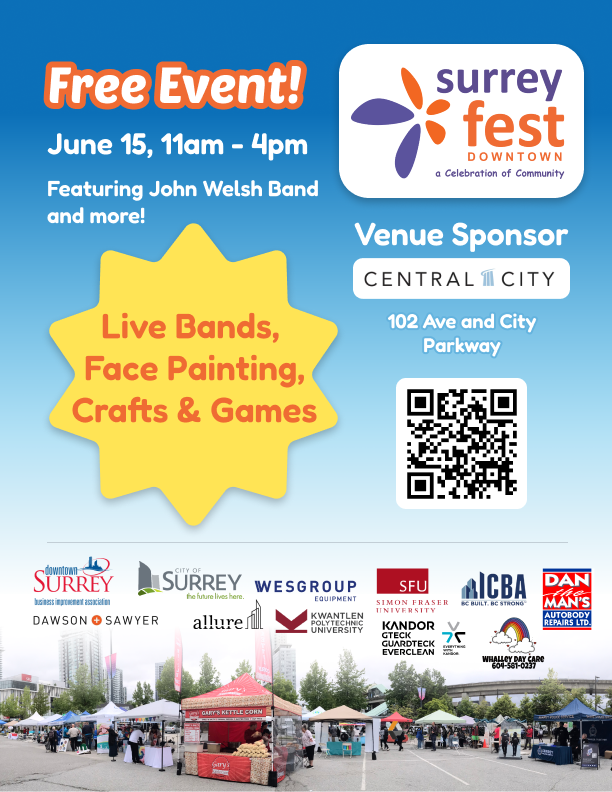 Free Event!
June 15, 11am - 4pm
Featuring John Welsh Band
and more!
surrey
fest
DOWNTOWN
a Celebration of Community
Venue Sponsor
CENTRAL CITY
102 Ave and City
Parkway
Live Bands,
Face Painting,
Crafts & Games
downtown
SURREY
business improvement association
CITY OF
SURREY
the future lives here.
WESGROUP
EQUIPMENT
SFU
SIMON FRASER
UNIVERSITY
ICBA
BC BUILT. BC STRONG
DAN
the
MAN'S
AUTOBODY
REPAIRS LTD.
DAWSON + SAWYER
allure
KWANTLEN
POLYTECHNIC
UNIVERSITY
KANDOR
GTECK
GUARDTECK
EVERCLEAN
EVERYTHING
WITH
KANDOR
WHALLEY DAY CARE
604-581-0237
GARY'S KETTLE CORN
Gary's